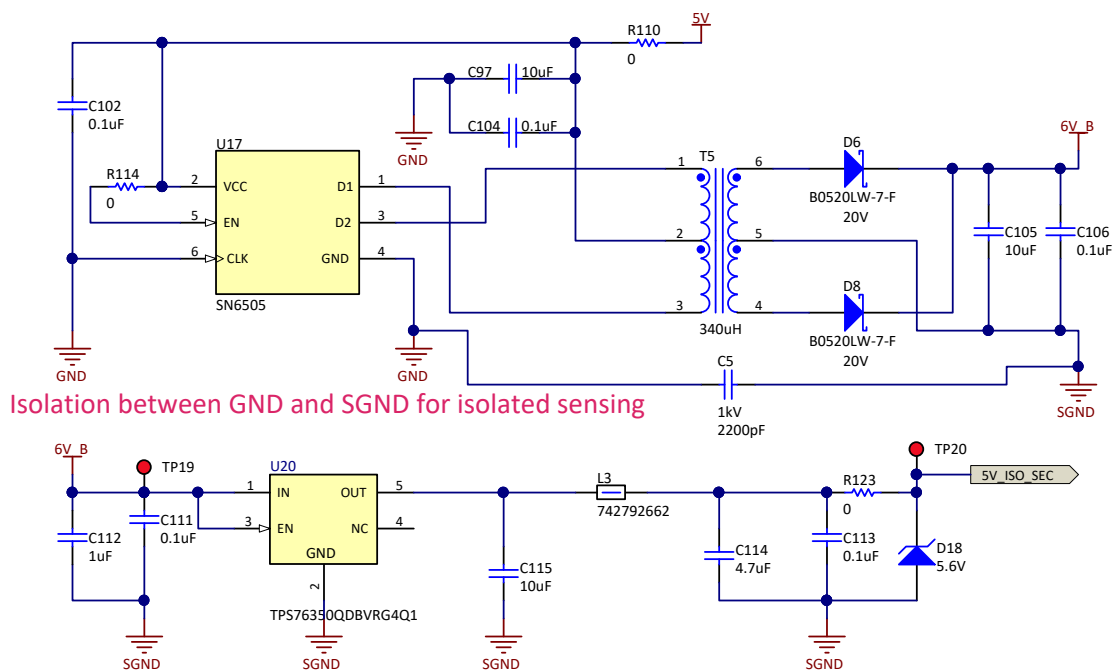 R110
0
5V
C97
10uF
C102
0.1uF
C104
0.1uF
GND
U17
R114
0
2
VCC
D1
1
5
EN
D2
3
6
CLK
GND
4
SN6505
GND
GND
T5
1
6
2
5
3
4
340uH
D6
B0520LW-7-F
20V
D8
B0520LW-7-F
20V
6V_B
C105
10uF
C106
0.1uF
C5
1kV
2200pF
SGND
Isolation between GND and SGND for isolated sensing
6V_B
TP19
U20
1
IN
OUT
5
3
EN
NC
4
GND
2
TPS76350QDBVRG4Q1
C112
1uF
C111
0.1uF
SGND
SGND
C115
10uF
SGND
L3
742792662
C114
4.7uF
C113
0.1uF
SGND
R123
0
TP20
5V_ISO_SEC
D18
5.6V